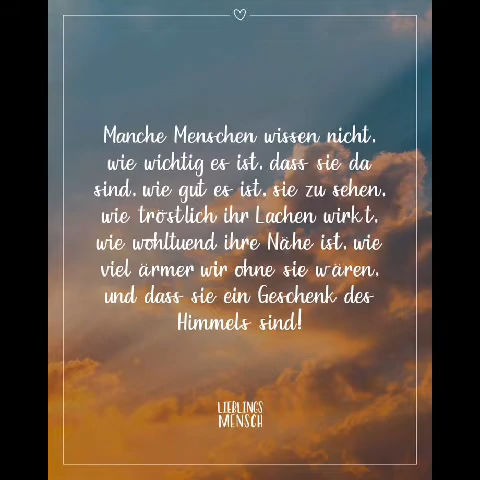 Manche Menschen wissen nicht,
wie wichtig es ist, dass sie da
sind, wie gut es ist, sie zu sehen,
wie tröstlich ihr Lachen wirkt,
wie wohltuend ihre Nähe ist, wie
viel ärmer wir ohne sie wären,
und dass sie ein Geschenk des
Himmels sind!
LIEBLINGS
MENSCH